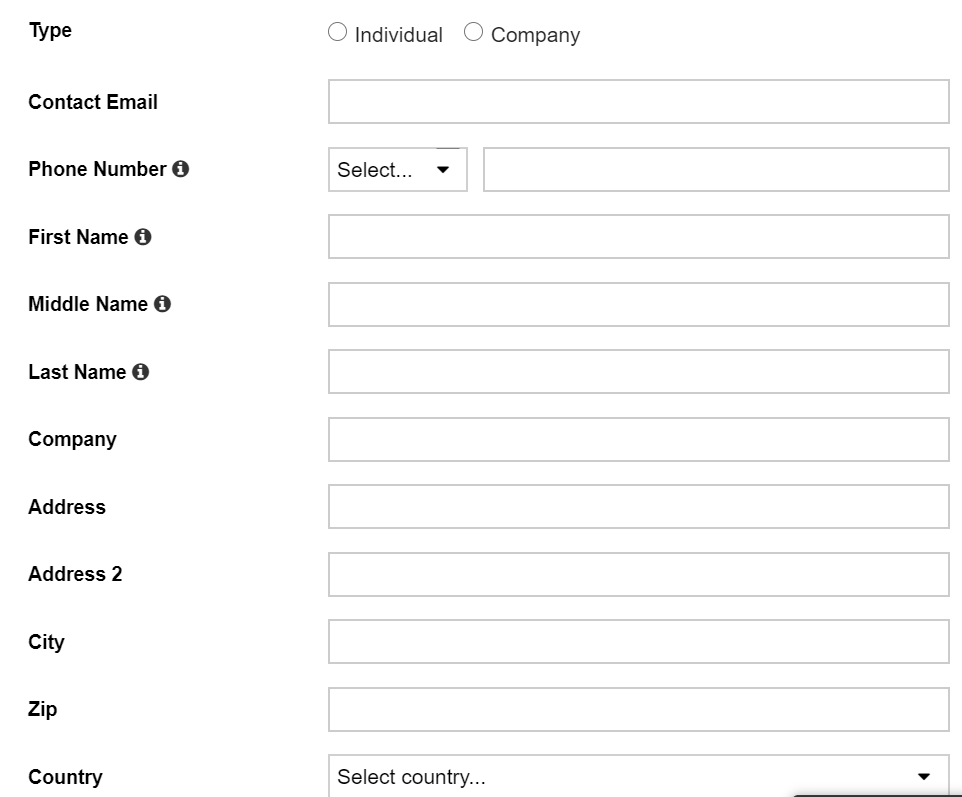 Type
Individual Company
Contact Email
Phone Number Select...
First Name
Middle Name
Last Name
Company
Address
Address 2
City
Zip
Country Select country...